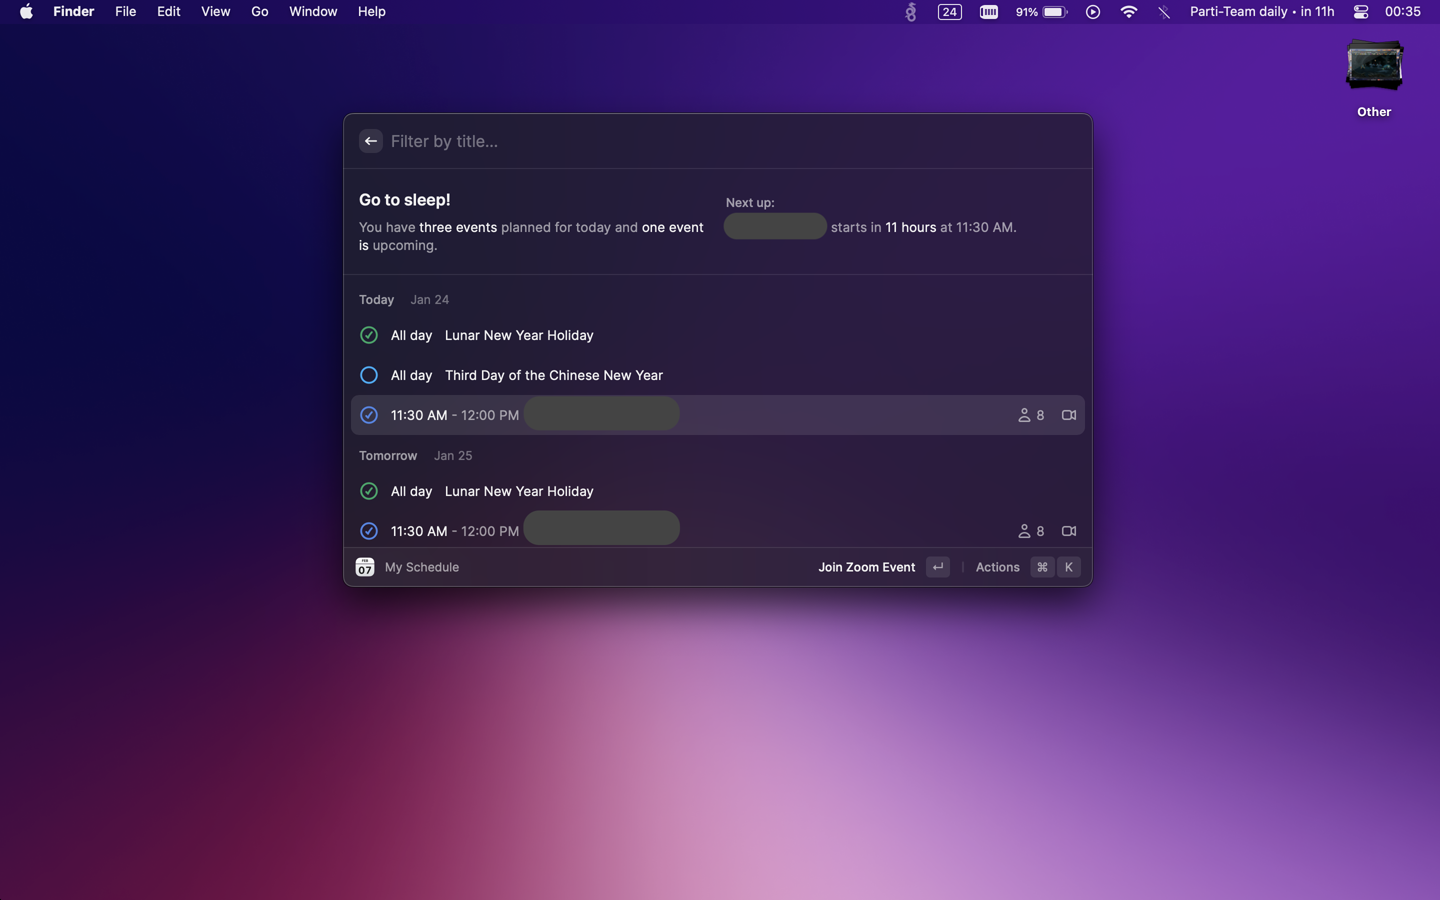 Finder File Edit View Go Window Help 24 91% Parti-Team daily • in 11h 00:35
Other
Filter by title...
Go to sleep!
You have three events planned for today and one event
is upcoming.
Next up:
starts in 11 hours at 11:30 AM.
Today Jan 24
All day Lunar New Year Holiday
All day Third Day of the Chinese New Year
11:30 AM - 12:00 PM 8
Tomorrow Jan 25
All day Lunar New Year Holiday
11:30 AM - 12:00 PM 8
FEB
07
My Schedule Join Zoom Event ↵ Actions ⌘ K